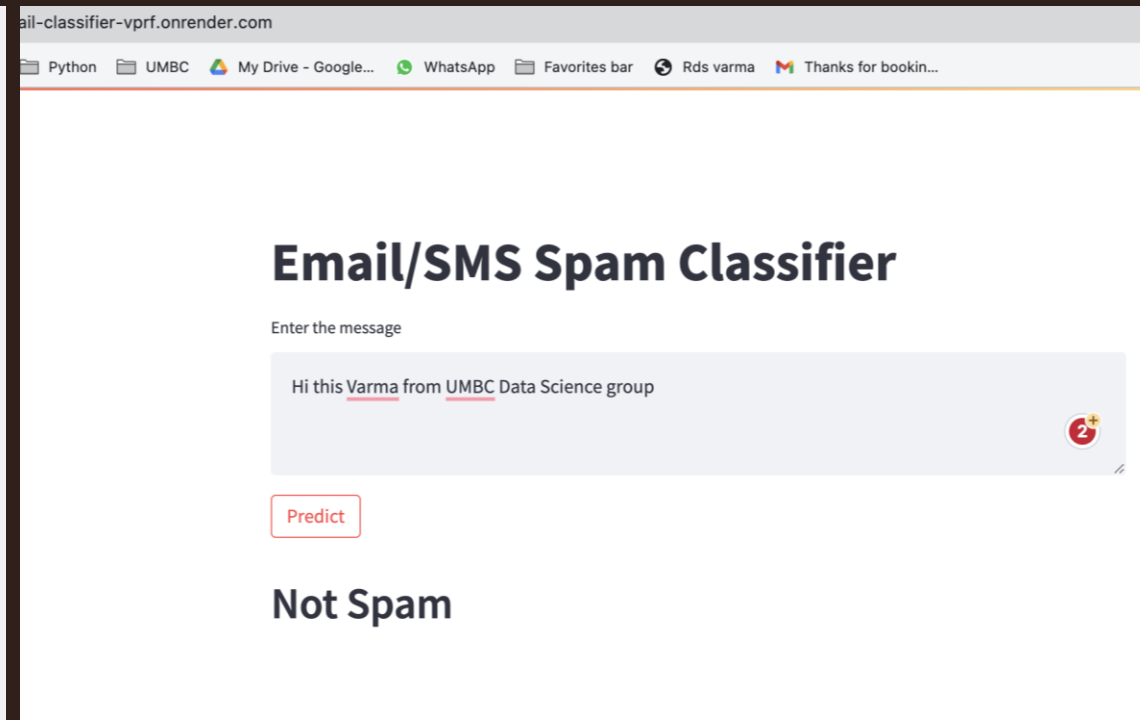 ail-classifier-vprf.onrender.com
Python UMBC My Drive - Google... WhatsApp Favorites bar Rds varma Thanks for bookin...
Email/SMS Spam Classifier
Enter the message
Hi this Varma from UMBC Data Science group
2+
Predict
Not Spam